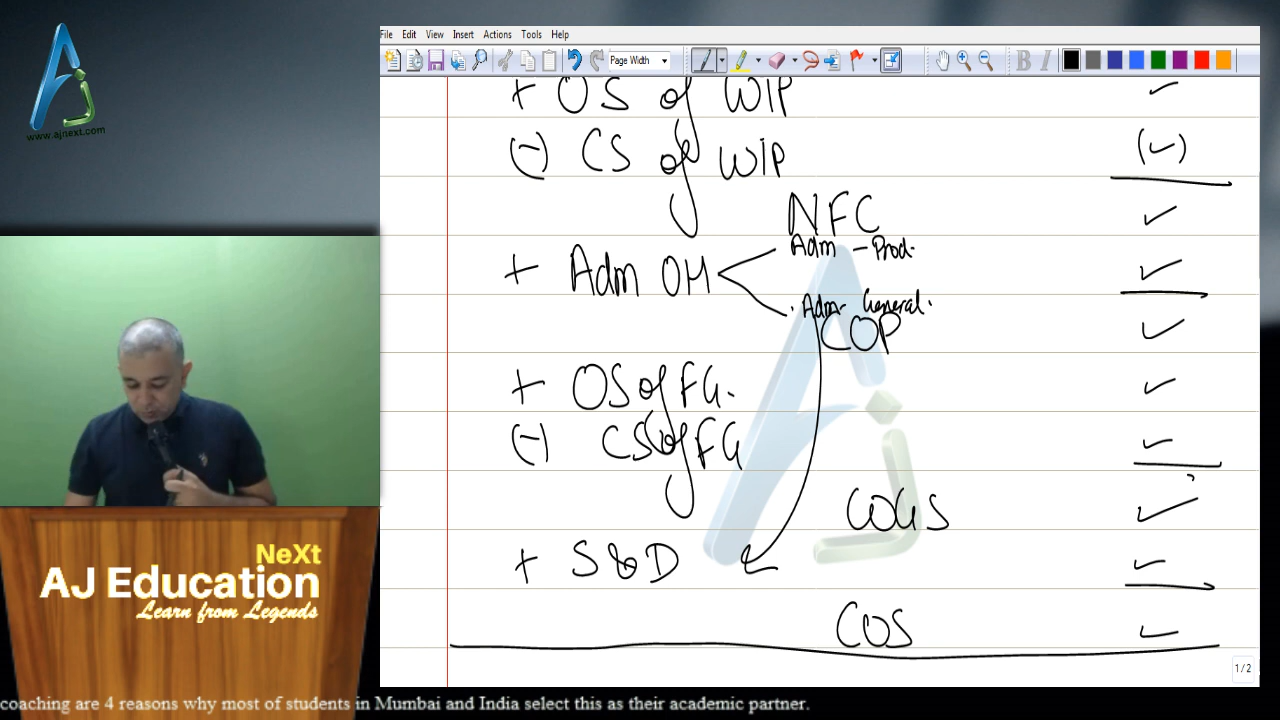 www.ajnext.com
File Edit View Insert Actions Tools Help
Page Width
B I
+ OS of WIP
(-) CS of WIP
NFC
Adm - Prod.
+ Adm OH
Adm General.
COP
+ OS of FG.
(-) CS of FG
COGS
+ S&D
COS
1/2
NeXt
AJ Education
Learn from Legends
coaching are 4 reasons why most of students in Mumbai and India select this as their academic partner.